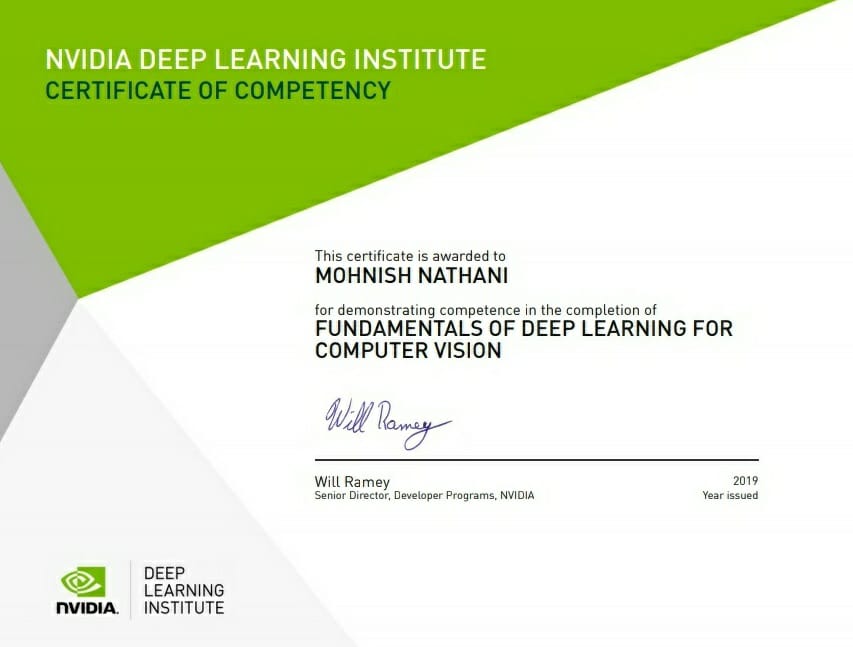 NVIDIA DEEP LEARNING INSTITUTE
CERTIFICATE OF COMPETENCY
This certificate is awarded to
MOHNISH NATHANI
for demonstrating competence in the completion of
FUNDAMENTALS OF DEEP LEARNING FOR
COMPUTER VISION
Will Ramey
Will Ramey
Senior Director, Developer Programs, NVIDIA
2019
Year issued
NVIDIA.
DEEP
LEARNING
INSTITUTE